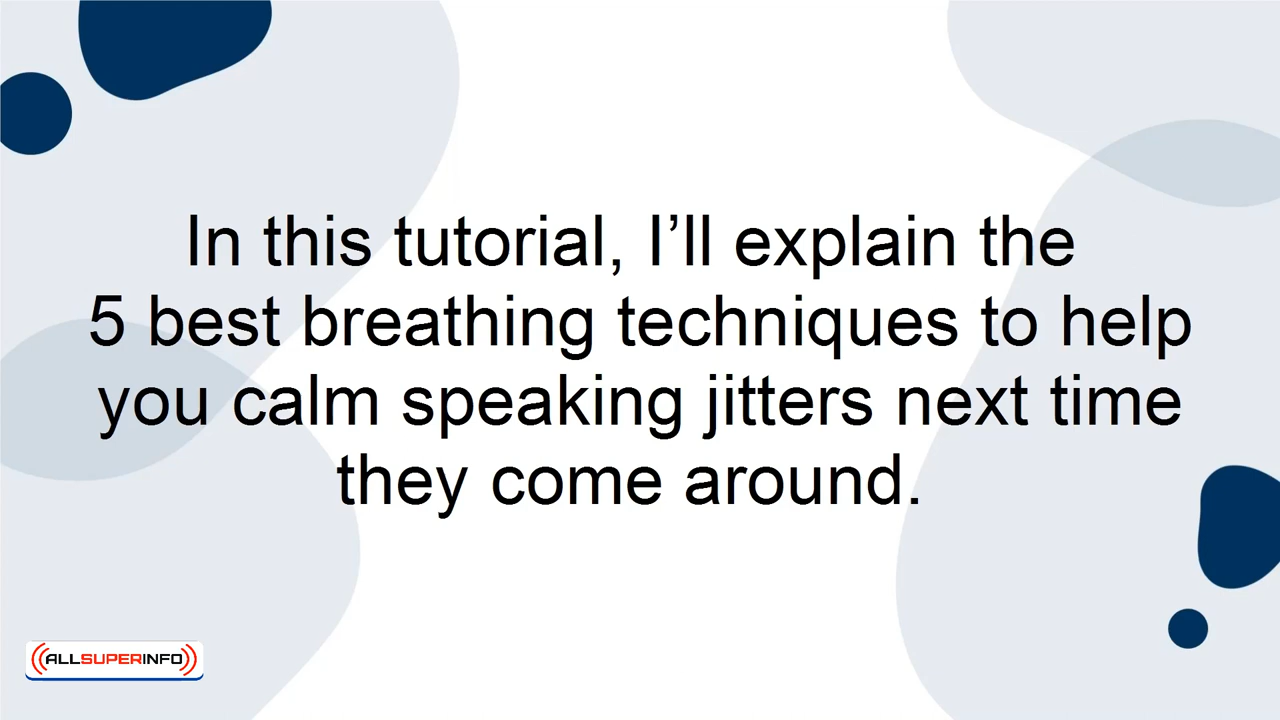 In this tutorial, I’ll explain the
5 best breathing techniques to help
you calm speaking jitters next time
they come around.
ALLSUPERINFO